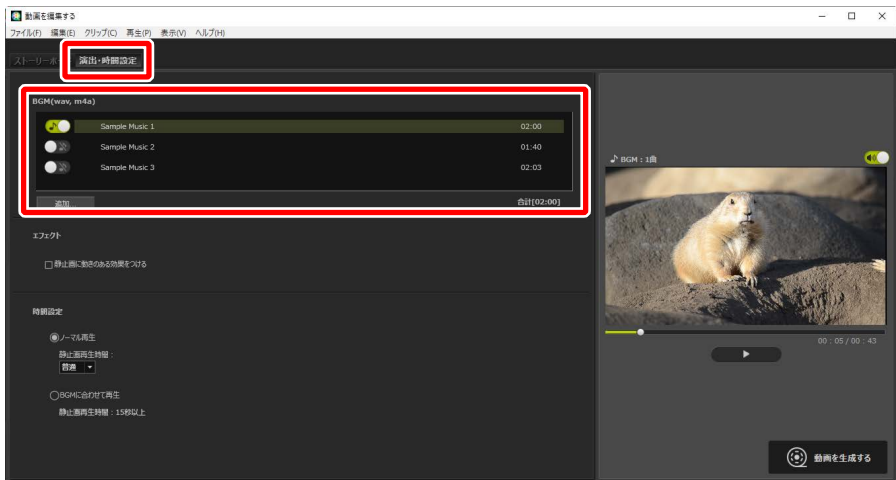 動画を編集する
ファイル(F) 編集(E) クリップ(C) 再生(P) 表示(V) ヘルプ(H)
ストーリーボ 演出・時間設定
BGM(wav, m4a)
Sample Music 1 02:00
Sample Music 2 01:40
Sample Music 3 02:03
追加... 合計[02:00]
エフェクト
静止画に動きのある効果をつける
時間設定
ノーマル再生
静止画再生時間：
普通
BGMに合わせて再生
静止画再生時間：15秒以上
BGM : 1曲
00 : 05 / 00 : 43
動画を生成する